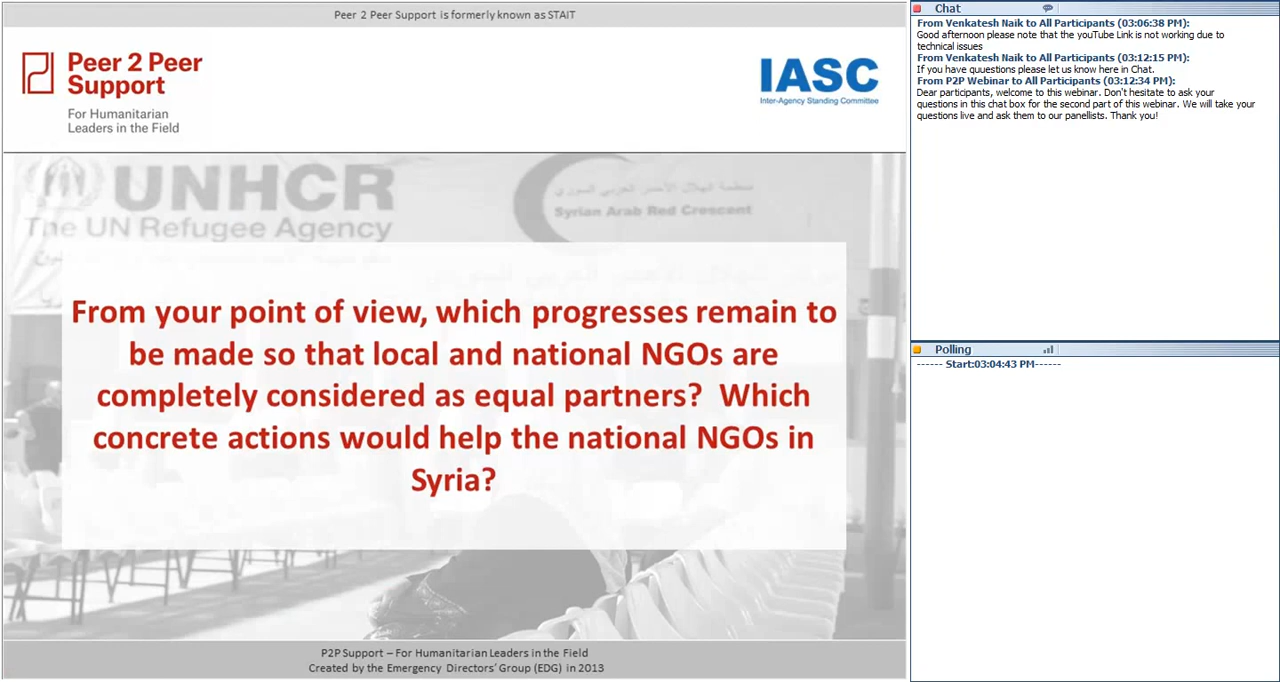 Peer 2 Peer Support is formerly known as STAIT
Peer 2 Peer
Support
For Humanitarian
Leaders in the Field
IASC
Inter-Agency Standing Committee
UNHCR
The UN Refugee Agency
منظمة الهلال الأحمر العربي السوري
Syrian Arab Red Crescent
From your point of view, which progresses remain to
be made so that local and national NGOs are
completely considered as equal partners?  Which
concrete actions would help the national NGOs in
Syria?
P2P Support – For Humanitarian Leaders in the Field
Created by the Emergency Directors' Group (EDG) in 2013
Chat
From Venkatesh Naik to All Participants (03:06:38 PM):
Good afternoon please note that the youTube Link is not working due to
technical issues
From Venkatesh Naik to All Participants (03:12:15 PM):
If you have quuestions please let us know here in Chat.
From P2P Webinar to All Participants (03:12:34 PM):
Dear participants, welcome to this webinar. Don't hesitate to ask your
questions in this chat box for the second part of this webinar. We will take your
questions live and ask them to our panellists. Thank you!
Polling
------ Start:03:04:43 PM------